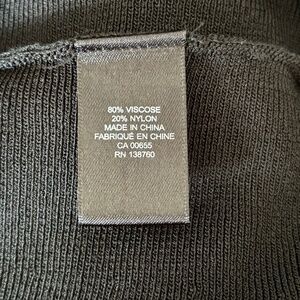 80% VISCOSE
20% NYLON
MADE IN CHINA
FABRIQUÉ EN CHINE
CA 00655
RN 138760